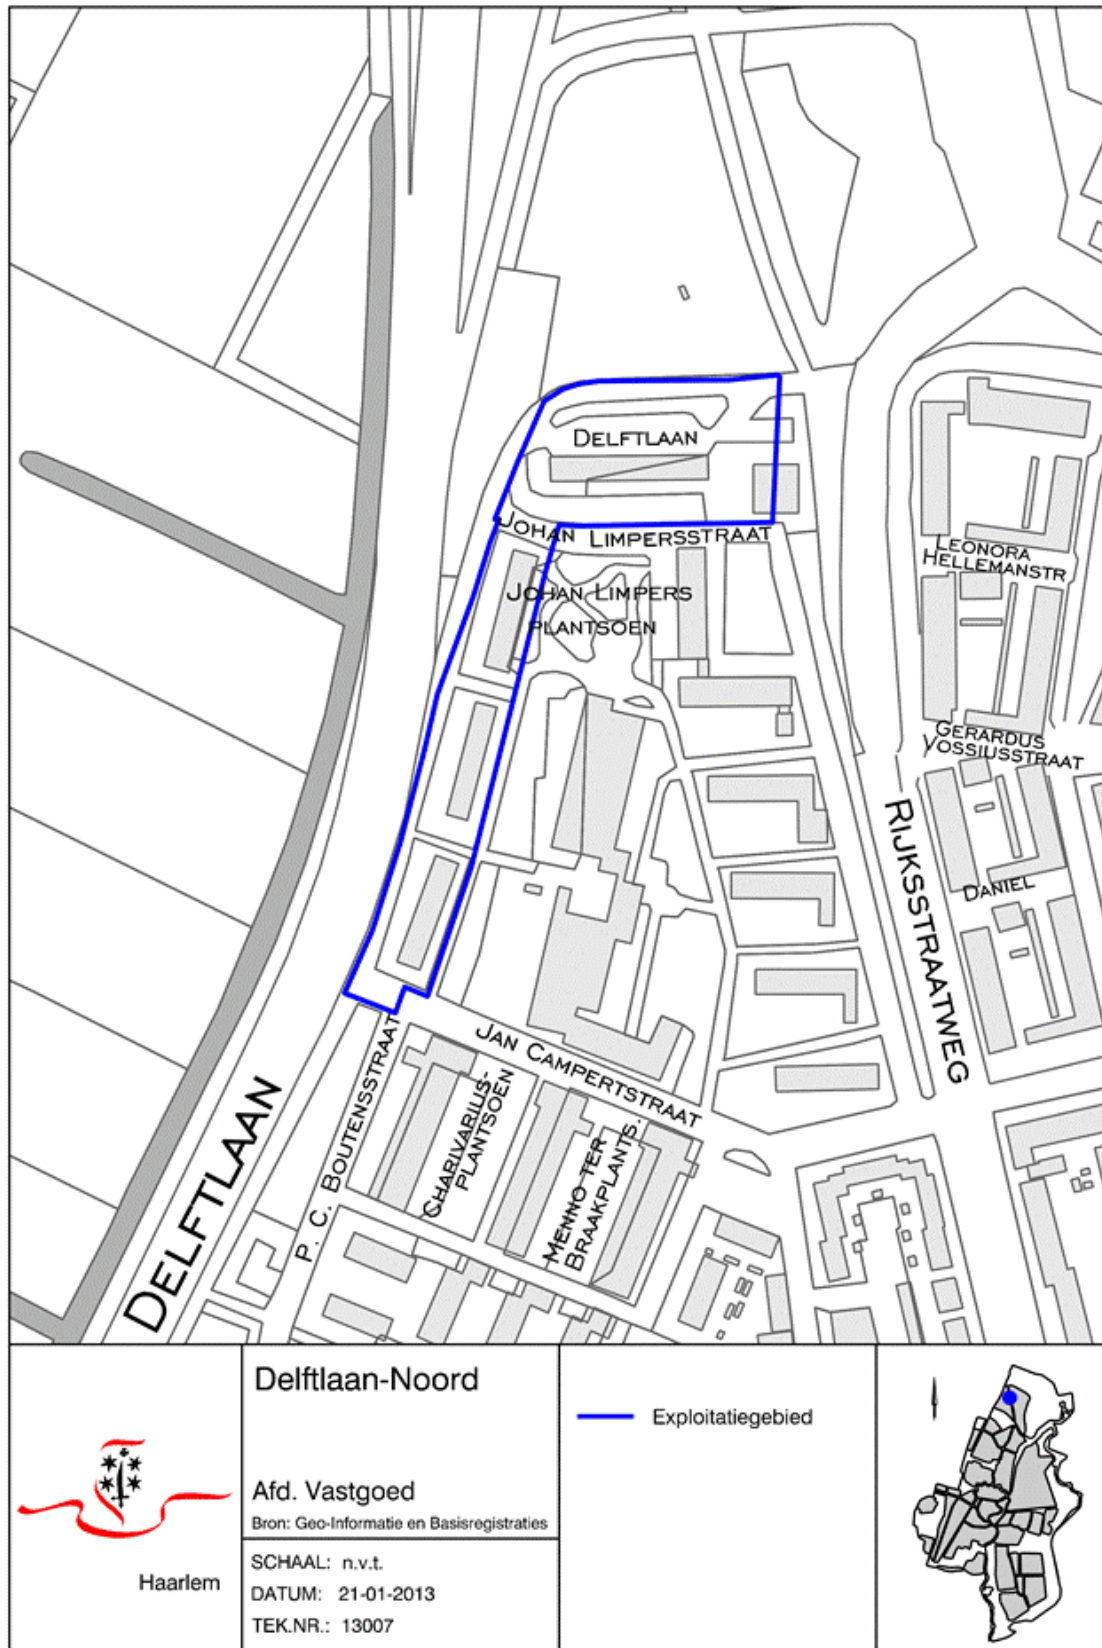 DELFTLAAN
JOHAN LIMPERSSTRAAT
JOHAN LIMPERS
PLANTSOEN
LEONORA
HELLEMANSTR
GERARDUS
VOSSIUSSTRAAT
DANIEL
RIJKSSTRAATWEG
JAN CAMPERTSTRAAT
P. C. BOUTENSSTRAAT
CHARIVARIUS-
PLANTSOEN
MENNO TER
BRAAKPLANTS.
DELFTLAAN
Haarlem
Delftlaan-Noord
Afd. Vastgoed
Bron: Geo-Informatie en Basisregistraties
SCHAAL: n.v.t.
DATUM: 21-01-2013
TEK.NR.: 13007
Exploitatiegebied